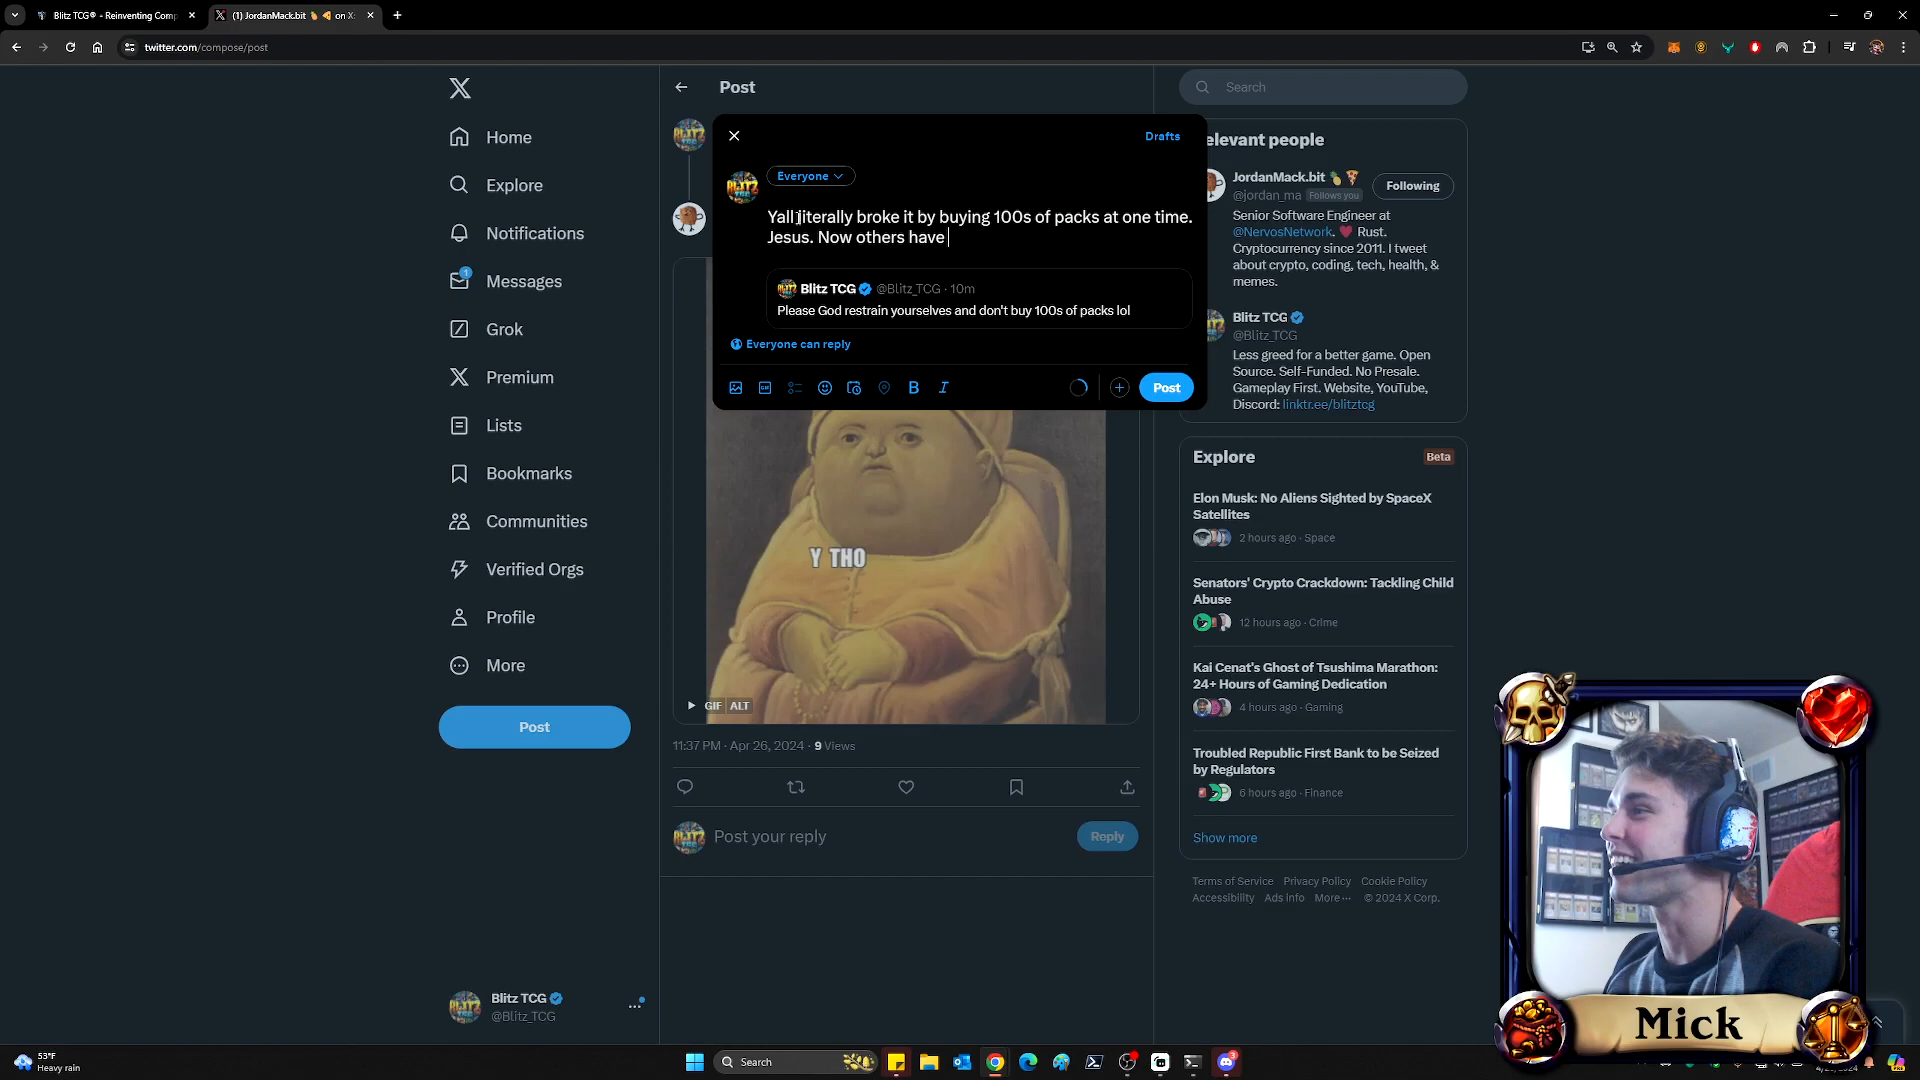 Blitz TCG® - Reinventing Comp
(1) JordanMack.bit on X:
twitter.com/compose/post
Home
Explore
Notifications
1
Messages
Grok
Premium
Lists
Bookmarks
Communities
Verified Orgs
Profile
More
Post
Blitz TCG
@Blitz_TCG
Post
Drafts
Everyone
Yall literally broke it by buying 100s of packs at one time.
Jesus. Now others have
Blitz TCG @Blitz_TCG · 10m
Please God restrain yourselves and don't buy 100s of packs lol
Everyone can reply
GIF
B I
Post
Y THO
GIF ALT
11:37 PM · Apr 26, 2024 · 9 Views
Post your reply
Reply
Search
elevant people
JordanMack.bit
@jordan_ma Follows you
Following
Senior Software Engineer at
@NervosNetwork. ❤️ Rust.
Cryptocurrency since 2011. I tweet
about crypto, coding, tech, health, &
memes.
Blitz TCG
@Blitz_TCG
Less greed for a better game. Open
Source. Self-Funded. No Presale.
Gameplay First. Website, YouTube,
Discord: linktr.ee/blitztcg
Explore
Beta
Elon Musk: No Aliens Sighted by SpaceX
Satellites
2 hours ago · Space
Senators' Crypto Crackdown: Tackling Child
Abuse
12 hours ago · Crime
Kai Cenat's Ghost of Tsushima Marathon:
24+ Hours of Gaming Dedication
4 hours ago · Gaming
Troubled Republic First Bank to be Seized
by Regulators
6 hours ago · Finance
Show more
Terms of Service Privacy Policy Cookie Policy
Accessibility Ads info More ··· © 2024 X Corp.
Mick
53°F
Heavy rain
Search
3